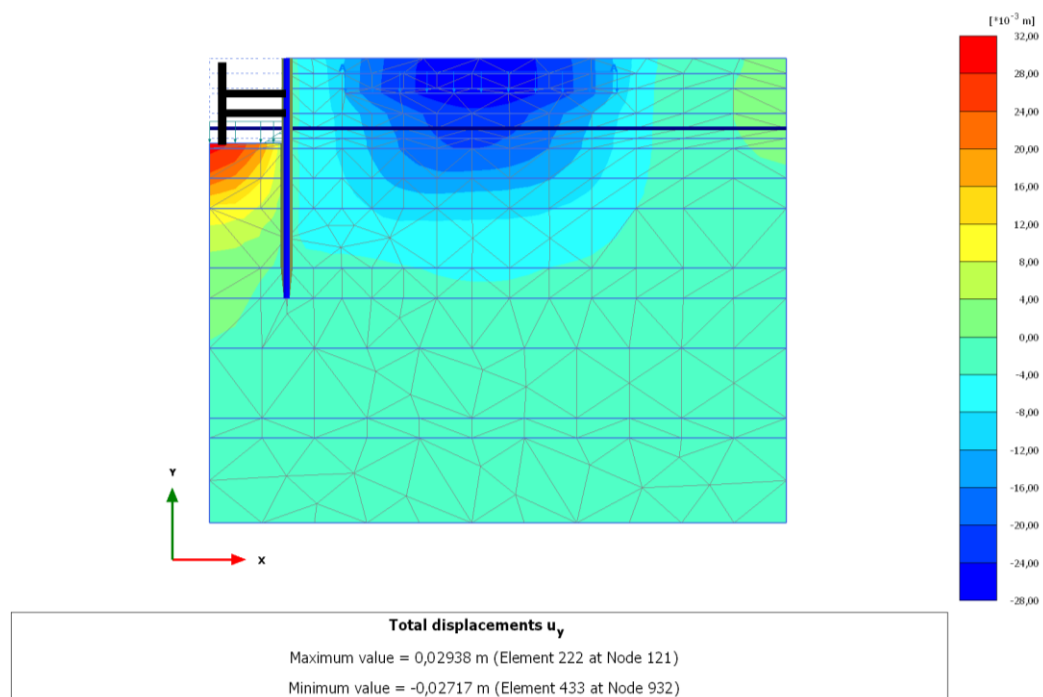 [*10⁻³ m]
32,00
28,00
24,00
20,00
16,00
12,00
8,00
4,00
0,00
-4,00
-8,00
-12,00
-16,00
-20,00
-24,00
-28,00
Y
X
Total displacements uy
Maximum value = 0,02938 m (Element 222 at Node 121)
Minimum value = -0,02717 m (Element 433 at Node 932)